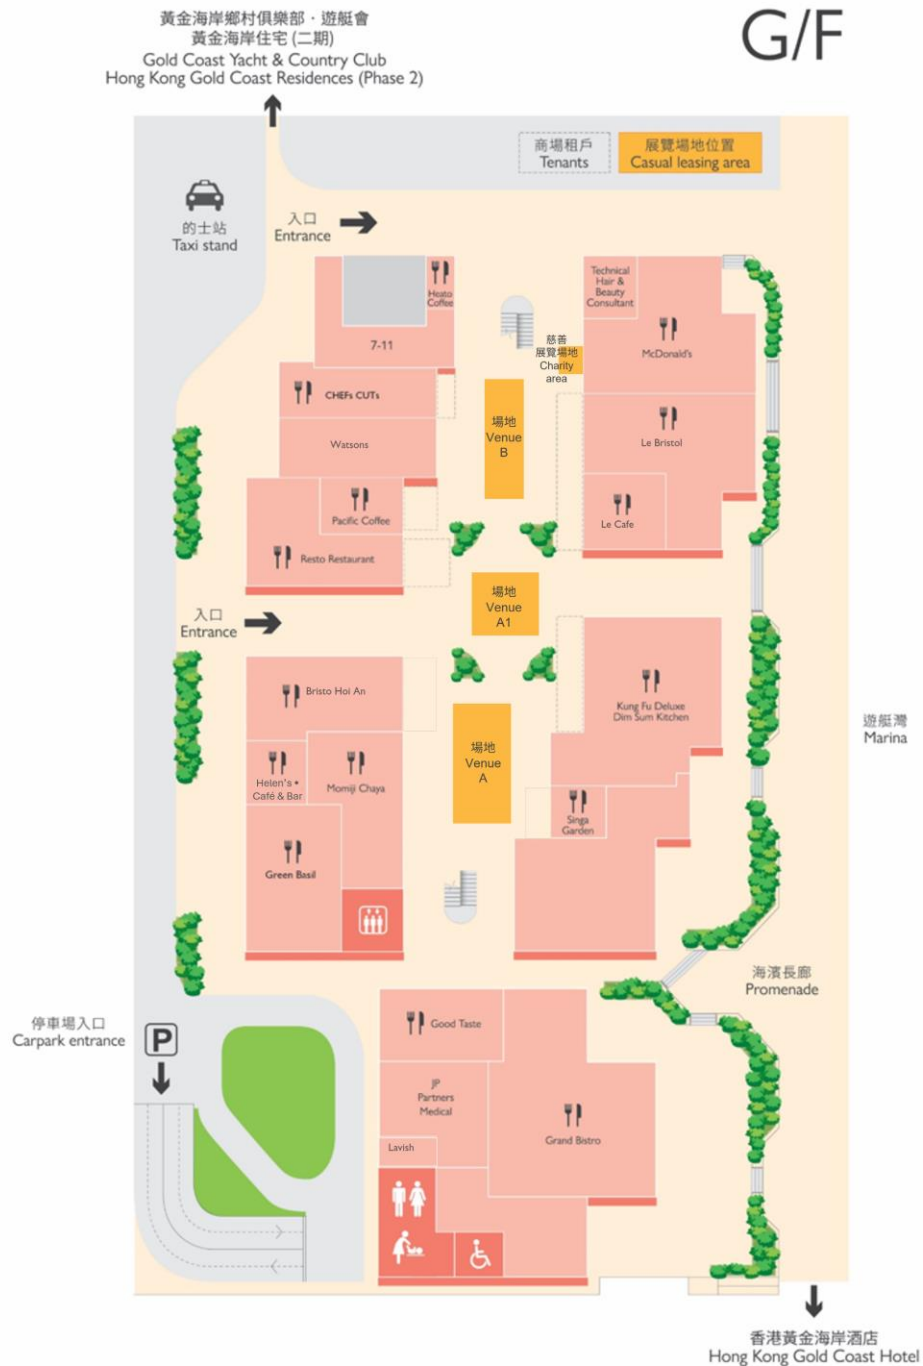 黃金海岸鄉村俱樂部・遊艇會
黃金海岸住宅 (二期)
Gold Coast Yacht & Country Club
Hong Kong Gold Coast Residences (Phase 2)
G/F
商場租戶
Tenants
展覽場地位置
Casual leasing area
的士站
Taxi stand
入口
Entrance
Heato
Coffee
7-11
Technical
Hair &
Beauty
Consultant
McDonald's
慈善
展覽場地
Charity
area
CHEFs CUTs
場地
Venue
B
Le Bristol
Watsons
Pacific Coffee
Le Cafe
Resto Restaurant
場地
Venue
A1
入口
Entrance
Bristo Hoi An
Kung Fu Deluxe
Dim Sum Kitchen
遊艇灣
Marina
場地
Venue
A
Helen's •
Café & Bar
Momiji Chaya
Singa
Garden
Green Basil
海濱長廊
Promenade
停車場入口
Carpark entrance
P
Good Taste
JP
Partners
Medical
Grand Bistro
Lavish
香港黃金海岸酒店
Hong Kong Gold Coast Hotel